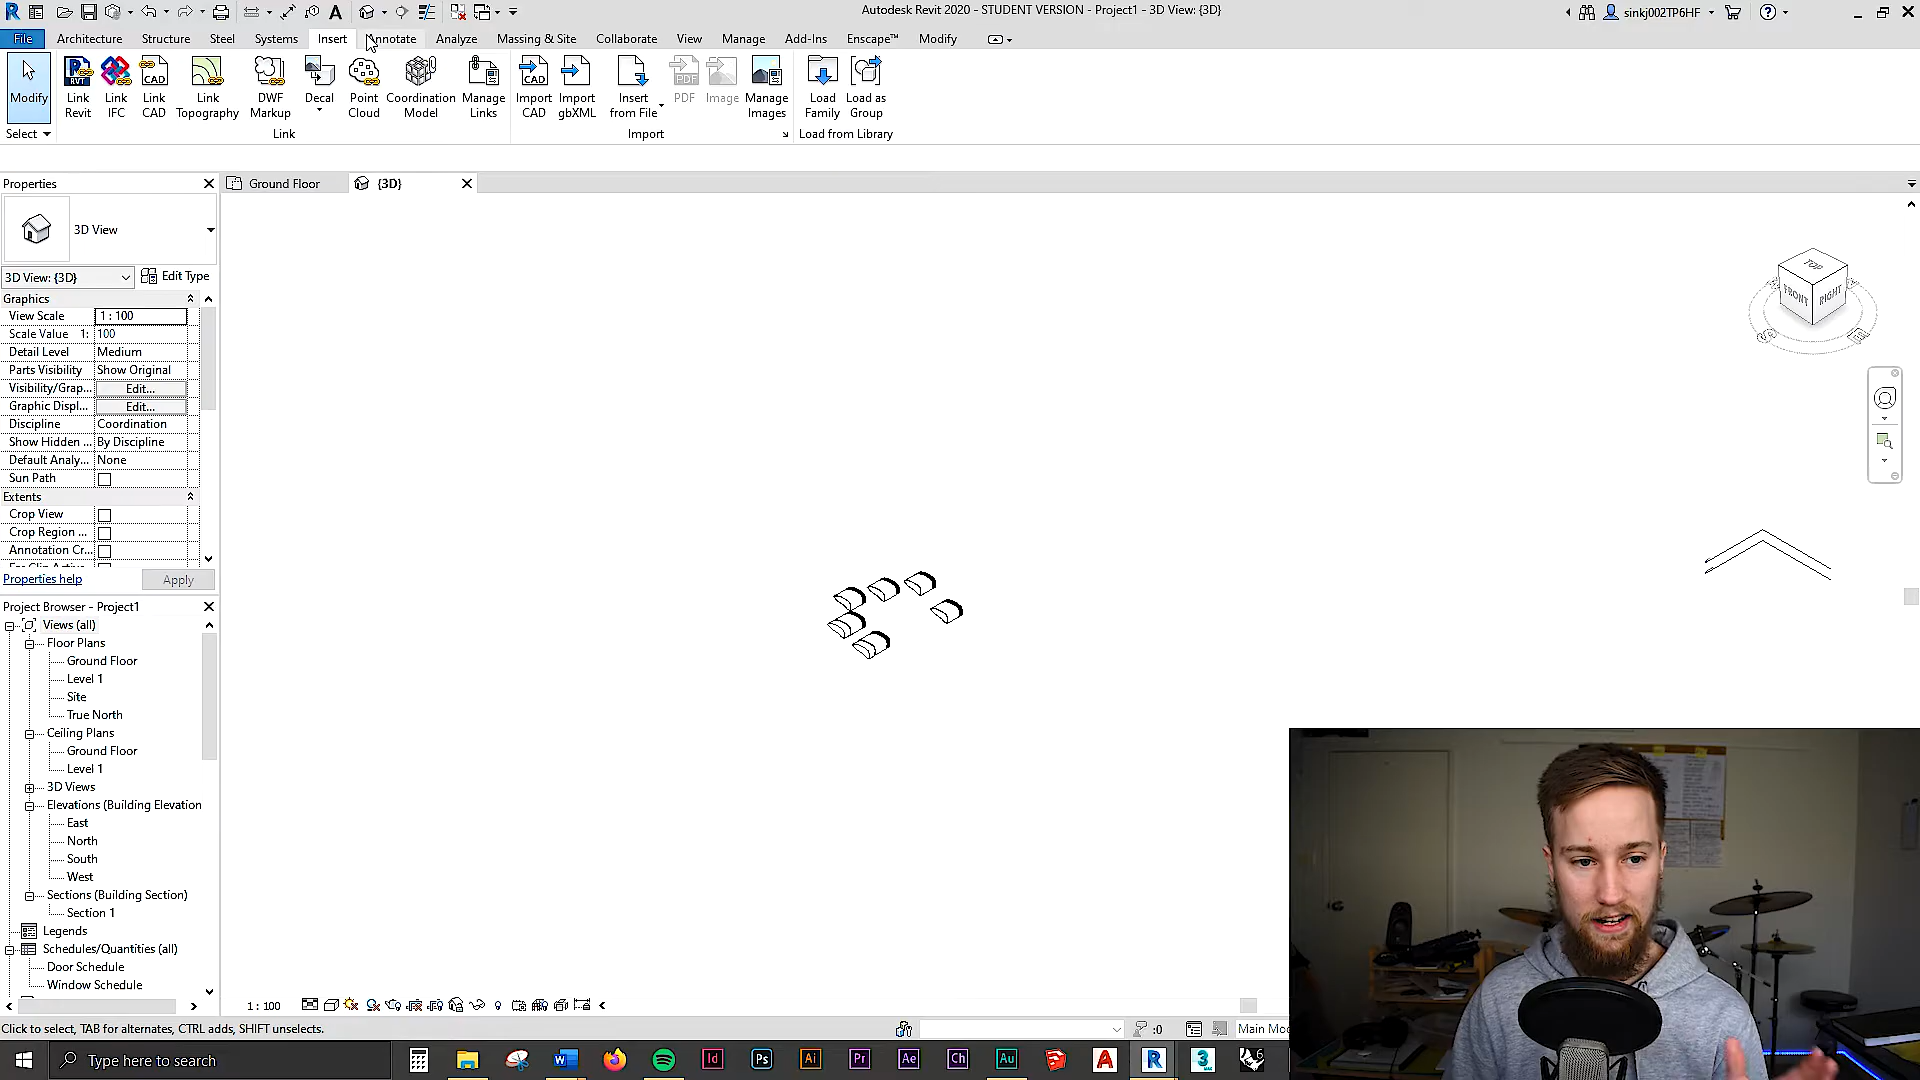 Autodesk Revit 2020 - STUDENT VERSION - Project1 - 3D View: {3D}
sinkj002TP6HF
File Architecture Structure Steel Systems Insert Annotate Analyze Massing & Site Collaborate View Manage Add-Ins Enscape™ Modify
Modify
Link Revit
Link IFC
Link CAD
Link Topography
DWF Markup
Decal
Point Cloud
Coordination Model
Manage Links
Import CAD
Import gbXML
Insert from File
PDF
Image
Manage Images
Load Family
Load as Group
Select Link Import Load from Library
Properties
Ground Floor
{3D}
3D View
3D View: {3D} Edit Type
Graphics
View Scale 1 : 100
Scale Value 1: 100
Detail Level Medium
Parts Visibility Show Original
Visibility/Grap... Edit...
Graphic Displ... Edit...
Discipline Coordination
Show Hidden ... By Discipline
Default Analy... None
Sun Path
Extents
Crop View
Crop Region ...
Annotation Cr...
Properties help Apply
TOP
FRONT RIGHT
Project Browser - Project1
Views (all)
Floor Plans
Ground Floor
Level 1
Site
True North
Ceiling Plans
Ground Floor
Level 1
3D Views
Elevations (Building Elevation
East
North
South
West
Sections (Building Section)
Section 1
Legends
Schedules/Quantities (all)
Door Schedule
Window Schedule
1 : 100
Click to select, TAB for alternates, CTRL adds, SHIFT unselects.
:0
Main Mo
Type here to search